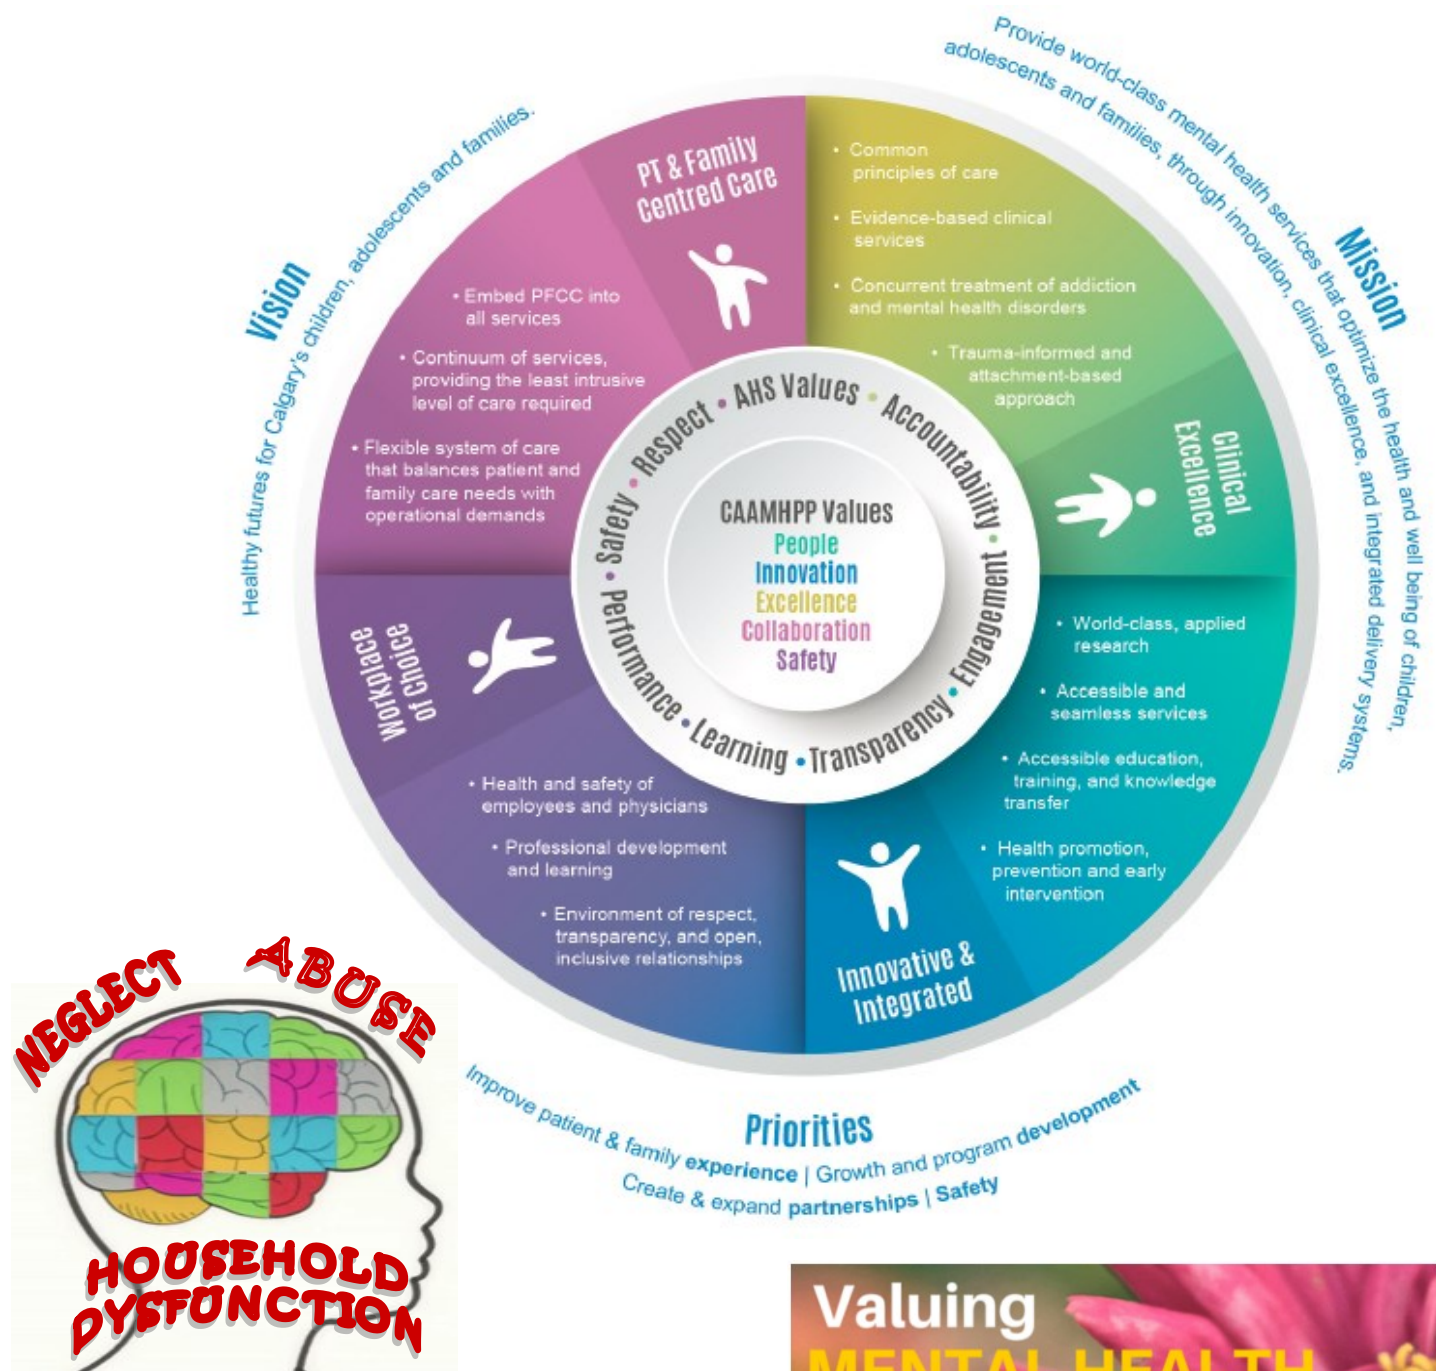 Provide world-class mental health services that optimize the health and well being of children,
adolescents and families, through innovation, clinical excellence, and integrated delivery systems.
Mission
Healthy futures for Calgary's children, adolescents and families.
Vision
PT & Family
Centred Care
• Embed PFCC into
all services
• Continuum of services,
providing the least intrusive
level of care required
• Flexible system of care
that balances patient and
family care needs with
operational demands
• Common
principles of care
• Evidence-based clinical
services
• Concurrent treatment of addiction
and mental health disorders
• Trauma-informed and
attachment-based
approach
Clinical
Excellence
• AHS Values • Accountability • Engagement • Transparency • Learning • Performance • Safety • Respect
CAAMHPP Values
People
Innovation
Excellence
Collaboration
Safety
Workplace
of Choice
• Health and safety of
employees and physicians
• Professional development
and learning
• Environment of respect,
transparency, and open,
inclusive relationships
• World-class, applied
research
• Accessible and
seamless services
• Accessible education,
training, and knowledge
transfer
• Health promotion,
prevention and early
intervention
Innovative &
Integrated
Priorities
Improve patient & family experience | Growth and program development
Create & expand partnerships | Safety
NEGLECT
ABUSE
HOUSEHOLD
DYSFUNCTION
Valuing
MENTAL HEALTH